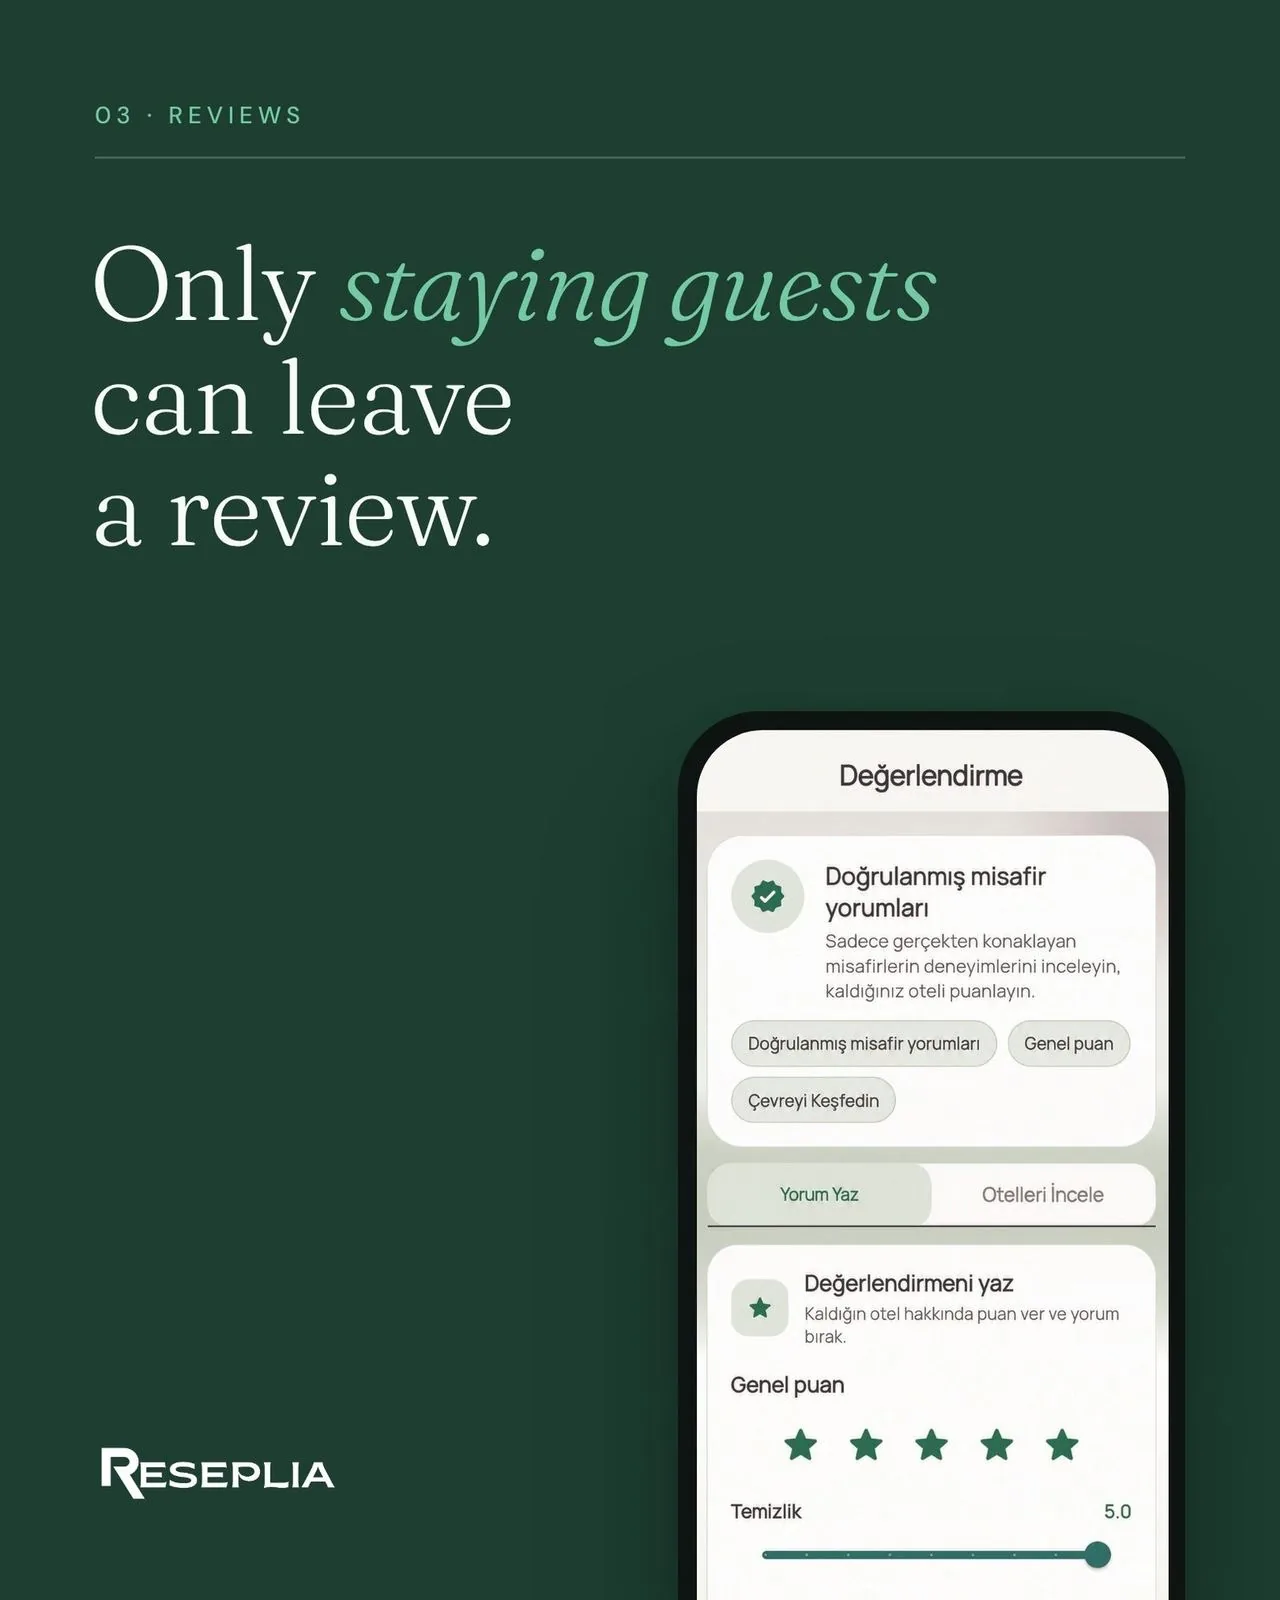 03 · REVIEWS
Only staying guests
can leave
a review.
Değerlendirme
Doğrulanmış misafir
yorumları
Sadece gerçekten konaklayan
misafirlerin deneyimlerini inceleyin,
kaldığınız oteli puanlayın.
Doğrulanmış misafir yorumları
Genel puan
Çevreyi Keşfedin
Yorum Yaz
Otelleri İncele
Değerlendirmeni yaz
Kaldığın otel hakkında puan ver ve yorum
bırak.
Genel puan
Temizlik
5.0
RESEPLIA